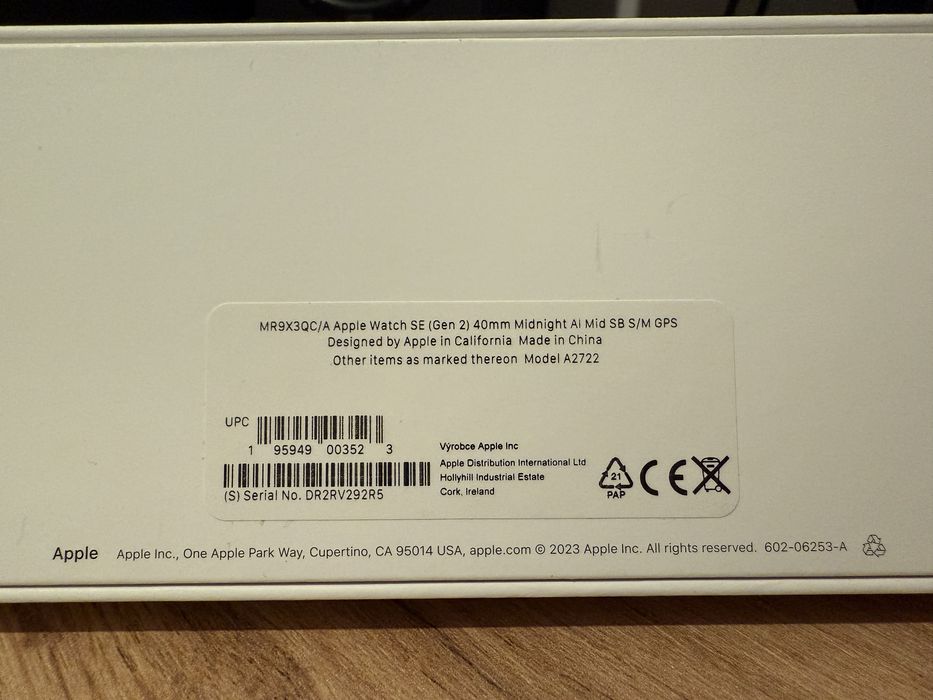 MR9X3QC/A Apple Watch SE (Gen 2) 40mm Midnight Al Mid SB S/M GPS
Designed by Apple in California Made in China
Other items as marked thereon Model A2722
UPC
1 95949 00352 3
(S) Serial No. DR2RV292R5
Výrobce Apple Inc
Apple Distribution International Ltd
Hollyhill Industrial Estate
Cork, Ireland
21
PAP
CE
Apple Apple Inc., One Apple Park Way, Cupertino, CA 95014 USA, apple.com © 2023 Apple Inc. All rights reserved. 602-06253-A